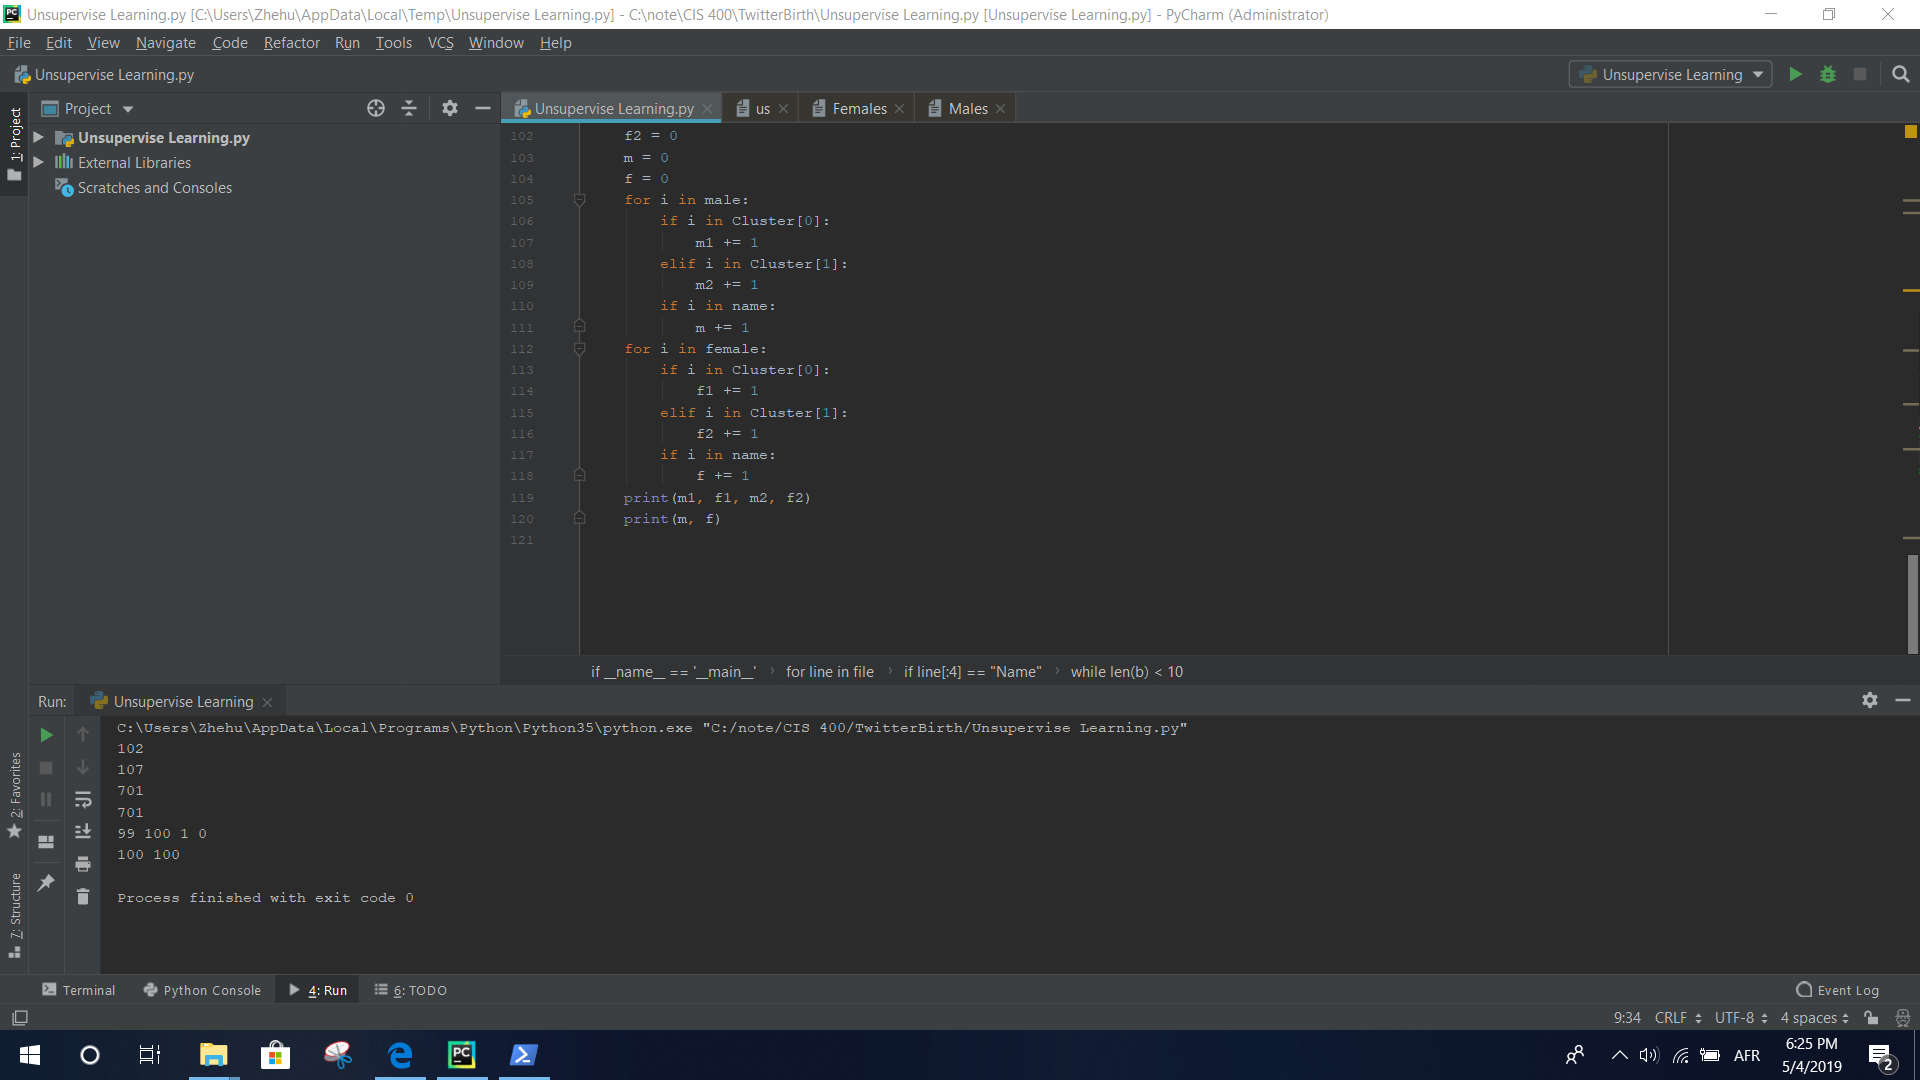 Unsupervise Learning.py [C:\Users\Zhehu\AppData\Local\Temp\Unsupervise Learning.py] - C:\note\CIS 400\TwitterBirth\Unsupervise Learning.py [Unsupervise Learning.py] - PyCharm (Administrator)
File Edit View Navigate Code Refactor Run Tools VCS Window Help
Unsupervise Learning.py
Unsupervise Learning
1: Project
Project
Unsupervise Learning.py
External Libraries
Scratches and Consoles
Unsupervise Learning.py us Females Males
102 f2 = 0
103 m = 0
104 f = 0
105 for i in male:
106 if i in Cluster[0]:
107 m1 += 1
108 elif i in Cluster[1]:
109 m2 += 1
110 if i in name:
111 m += 1
112 for i in female:
113 if i in Cluster[0]:
114 f1 += 1
115 elif i in Cluster[1]:
116 f2 += 1
117 if i in name:
118 f += 1
119 print(m1, f1, m2, f2)
120 print(m, f)
121
if __name__ == '__main__' › for line in file › if line[:4] == "Name" › while len(b) < 10
Run: Unsupervise Learning
C:\Users\Zhehu\AppData\Local\Programs\Python\Python35\python.exe "C:/note/CIS 400/TwitterBirth/Unsupervise Learning.py"
102
107
701
701
99 100 1 0
100 100
Process finished with exit code 0
2: Favorites
7: Structure
Terminal Python Console 4: Run 6: TODO Event Log
9:34 CRLF UTF-8 4 spaces
PC
AFR
6:25 PM
5/4/2019
2